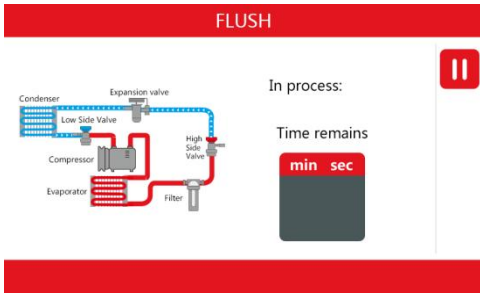 FLUSH
Condenser
Expansion valve
Low Side Valve
High
Side
Valve
Compressor
Evaporator
Filter
In process:
Time remains
min sec